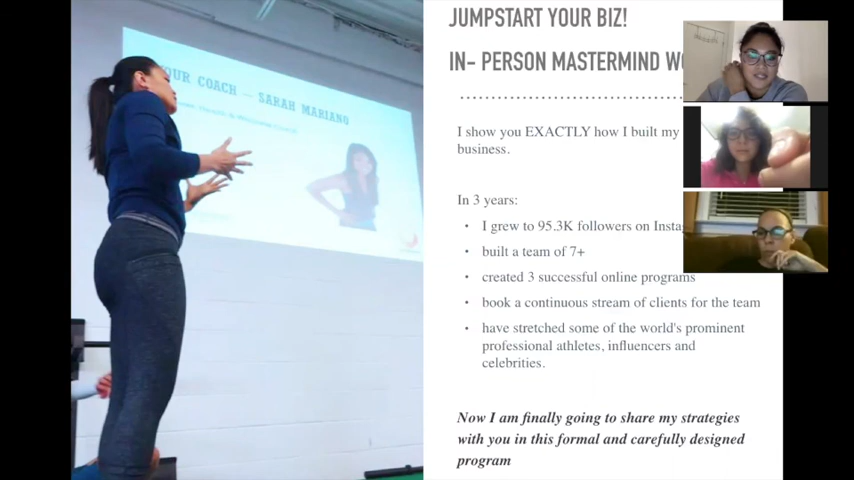 YOUR COACH — SARAH MARIANO
JUMPSTART YOUR BIZ!
IN- PERSON MASTERMIND
I show you EXACTLY how I built my
business.
In 3 years:
• I grew to 95.3K followers on
• built a team of 7+
• created 3 successful online programs
• book a continuous stream of clients for the team
• have stretched some of the world's prominent
professional athletes, influencers and
celebrities.
Now I am finally going to share my strategies
with you in this formal and carefully designed
program